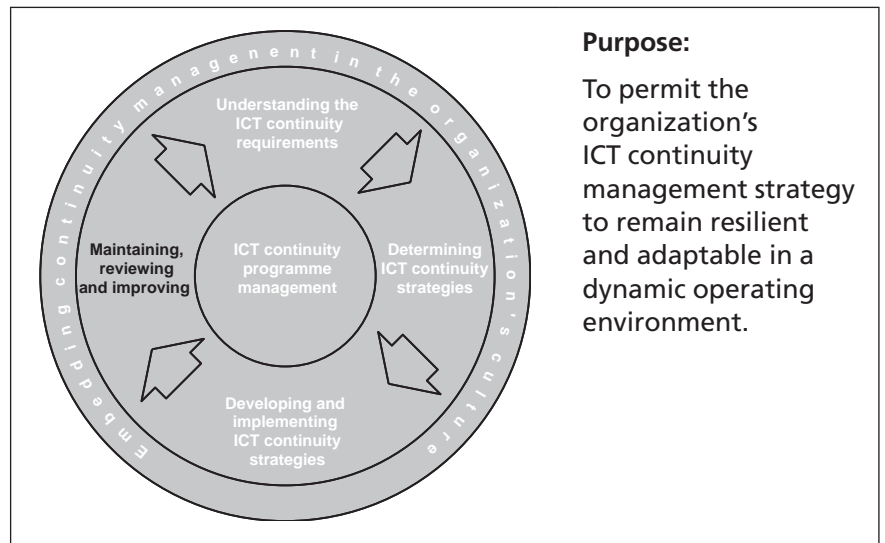 Embedding continuity managenent in the organization's culture
Understanding the
ICT continuity
requirements
Maintaining,
reviewing
and improving
ICT continuity
programme
management
Determining
ICT continuity
strategies
Developing and
implementing
ICT continuity
strategies
Purpose:
To permit the
organization's
ICT continuity
management strategy
to remain resilient
and adaptable in a
dynamic operating
environment.